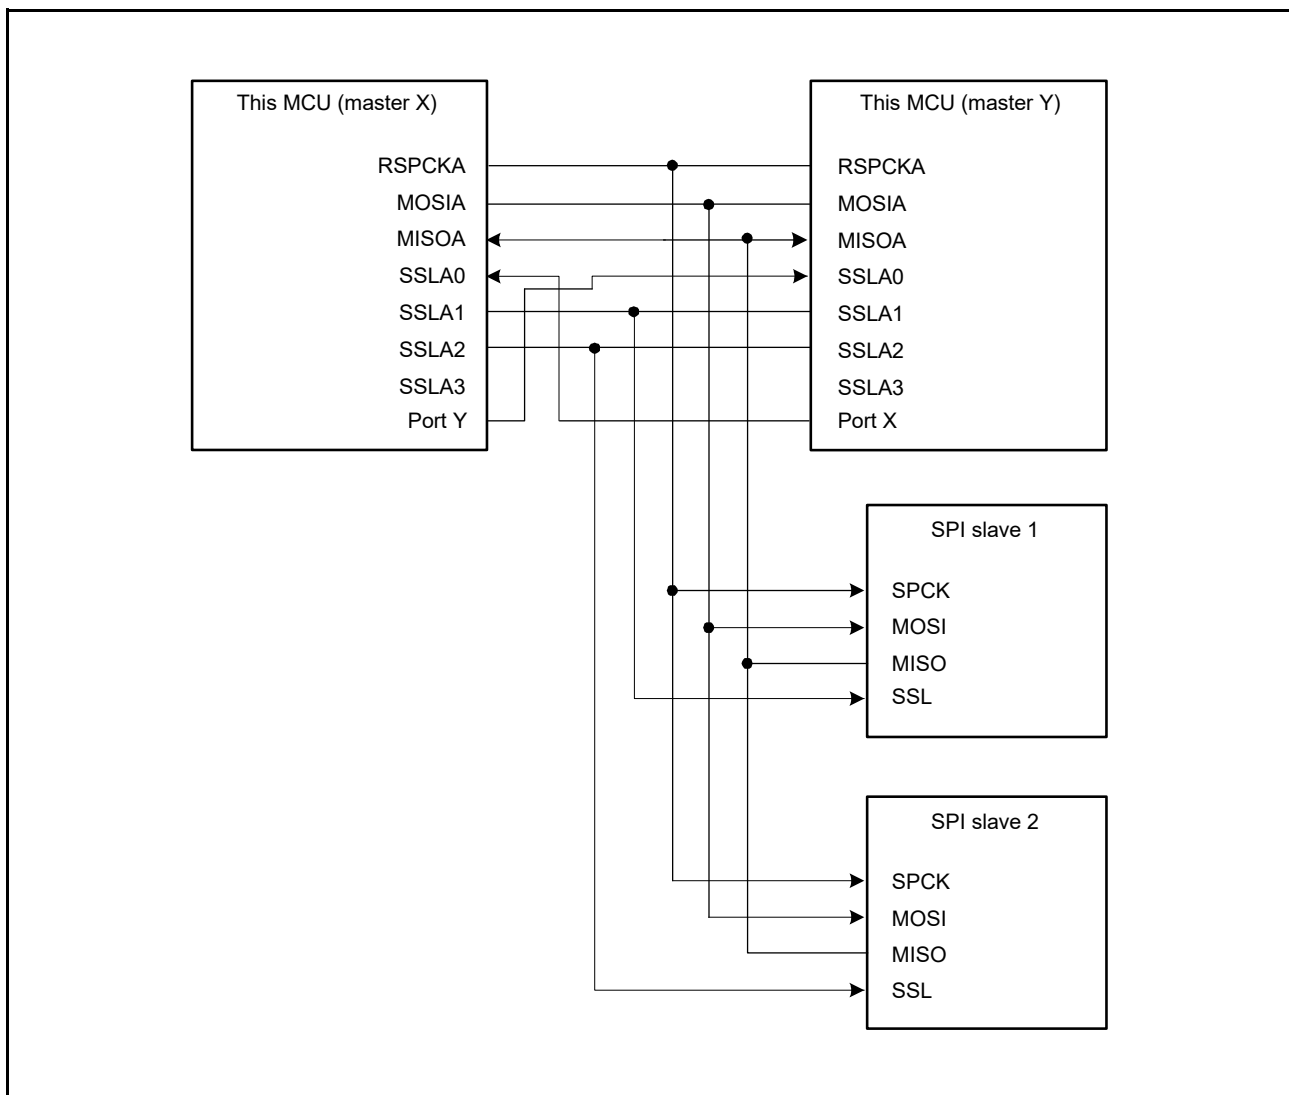 This MCU (master X)
RSPCKA
MOSIA
MISOA
SSLA0
SSLA1
SSLA2
SSLA3
Port Y
This MCU (master Y)
RSPCKA
MOSIA
MISOA
SSLA0
SSLA1
SSLA2
SSLA3
Port X
SPI slave 1
SPCK
MOSI
MISO
SSL
SPI slave 2
SPCK
MOSI
MISO
SSL